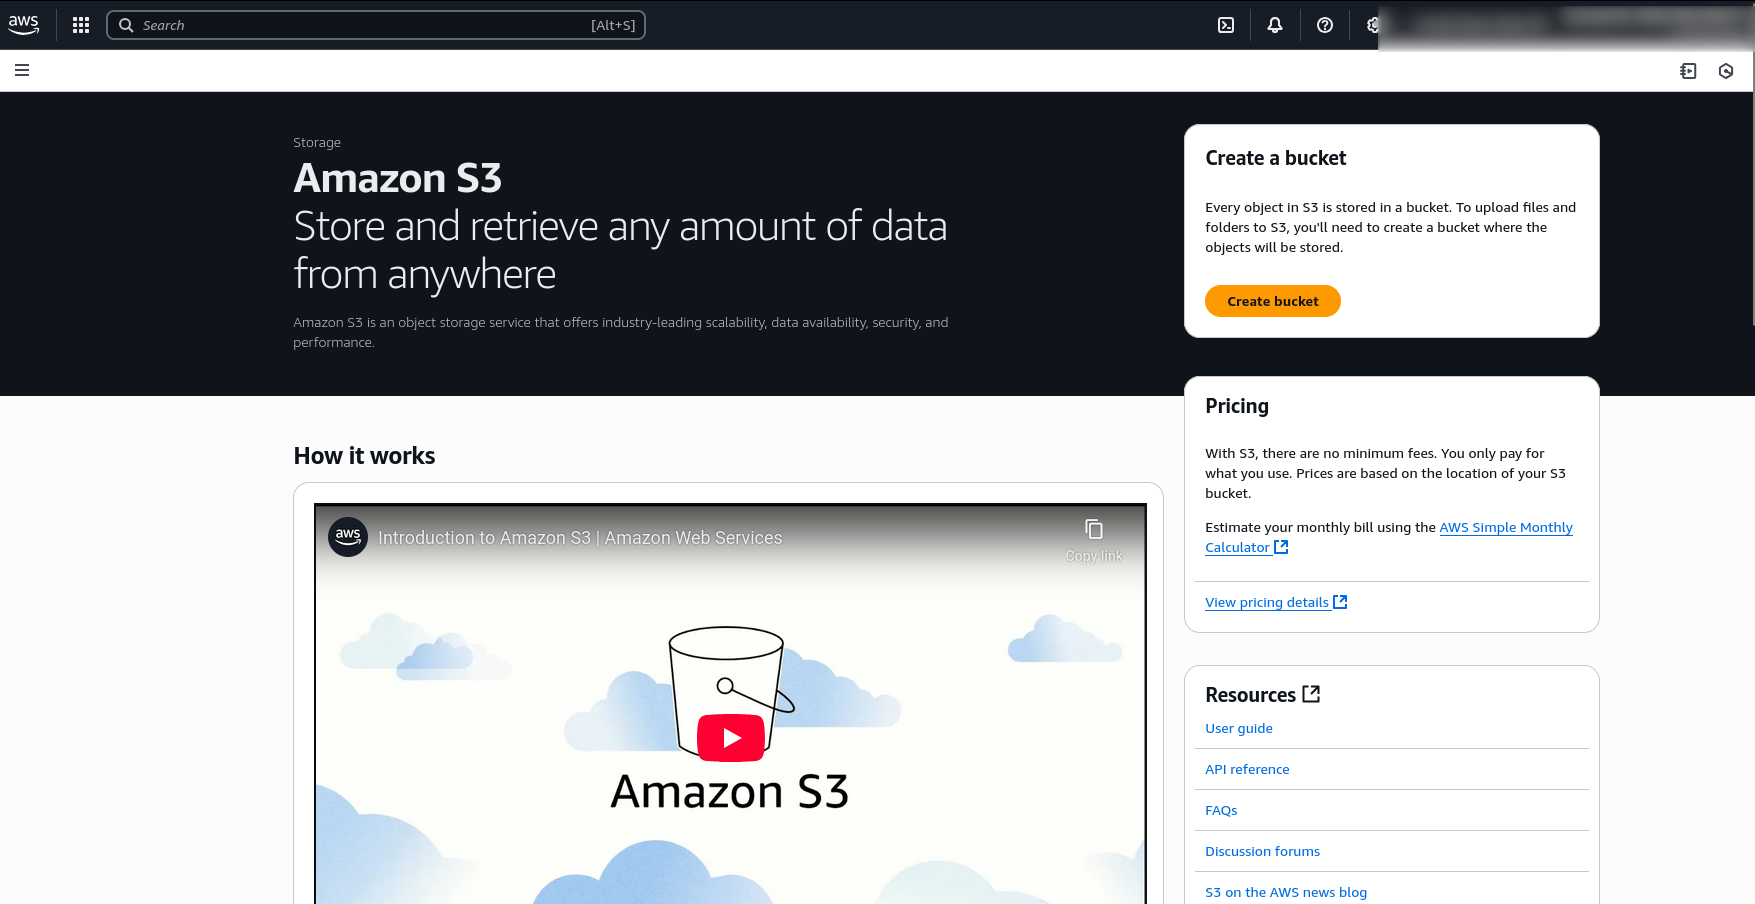 aws
Search
[Alt+S]
Storage
Amazon S3
Store and retrieve any amount of data
from anywhere
Amazon S3 is an object storage service that offers industry-leading scalability, data availability, security, and
performance.
Create a bucket
Every object in S3 is stored in a bucket. To upload files and
folders to S3, you'll need to create a bucket where the
objects will be stored.
Create bucket
How it works
aws
Introduction to Amazon S3 | Amazon Web Services
Copy link
Amazon S3
Pricing
With S3, there are no minimum fees. You only pay for
what you use. Prices are based on the location of your S3
bucket.
Estimate your monthly bill using the AWS Simple Monthly
Calculator
View pricing details
Resources
User guide
API reference
FAQs
Discussion forums
S3 on the AWS news blog